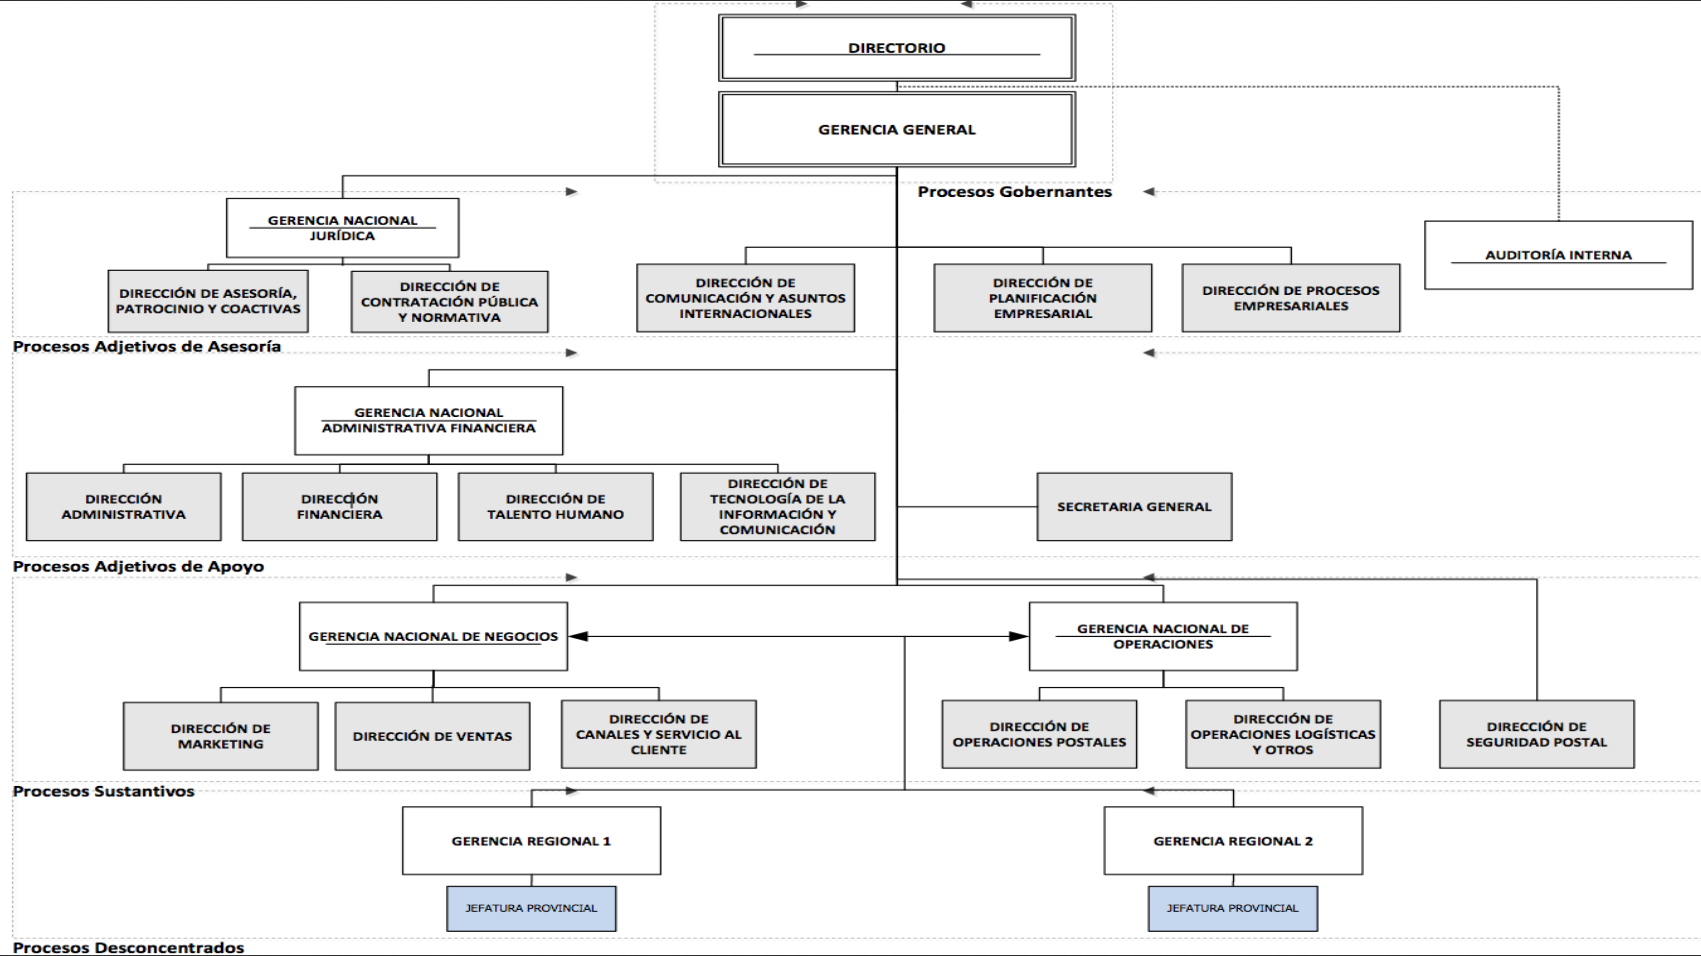 DIRECTORIO
GERENCIA GENERAL
Procesos Gobernantes
GERENCIA NACIONAL
JURÍDICA
AUDITORÍA INTERNA
DIRECCIÓN DE ASESORÍA,
PATROCINIO Y COACTIVAS
DIRECCIÓN DE
CONTRATACIÓN PÚBLICA
Y NORMATIVA
DIRECCIÓN DE
COMUNICACIÓN Y ASUNTOS
INTERNACIONALES
DIRECCIÓN DE
PLANIFICACIÓN
EMPRESARIAL
DIRECCIÓN DE PROCESOS
EMPRESARIALES
Procesos Adjetivos de Asesoría
GERENCIA NACIONAL
ADMINISTRATIVA FINANCIERA
DIRECCIÓN
ADMINISTRATIVA
DIRECCIÓN
FINANCIERA
DIRECCIÓN DE
TALENTO HUMANO
DIRECCIÓN DE
TECNOLOGÍA DE LA
INFORMACIÓN Y
COMUNICACIÓN
SECRETARIA GENERAL
Procesos Adjetivos de Apoyo
GERENCIA NACIONAL DE NEGOCIOS
GERENCIA NACIONAL DE
OPERACIONES
DIRECCIÓN DE
MARKETING
DIRECCIÓN DE VENTAS
DIRECCIÓN DE
CANALES Y SERVICIO AL
CLIENTE
DIRECCIÓN DE
OPERACIONES POSTALES
DIRECCIÓN DE
OPERACIONES LOGÍSTICAS
Y OTROS
DIRECCIÓN DE
SEGURIDAD POSTAL
Procesos Sustantivos
GERENCIA REGIONAL 1
GERENCIA REGIONAL 2
JEFATURA PROVINCIAL
JEFATURA PROVINCIAL
Procesos Desconcentrados